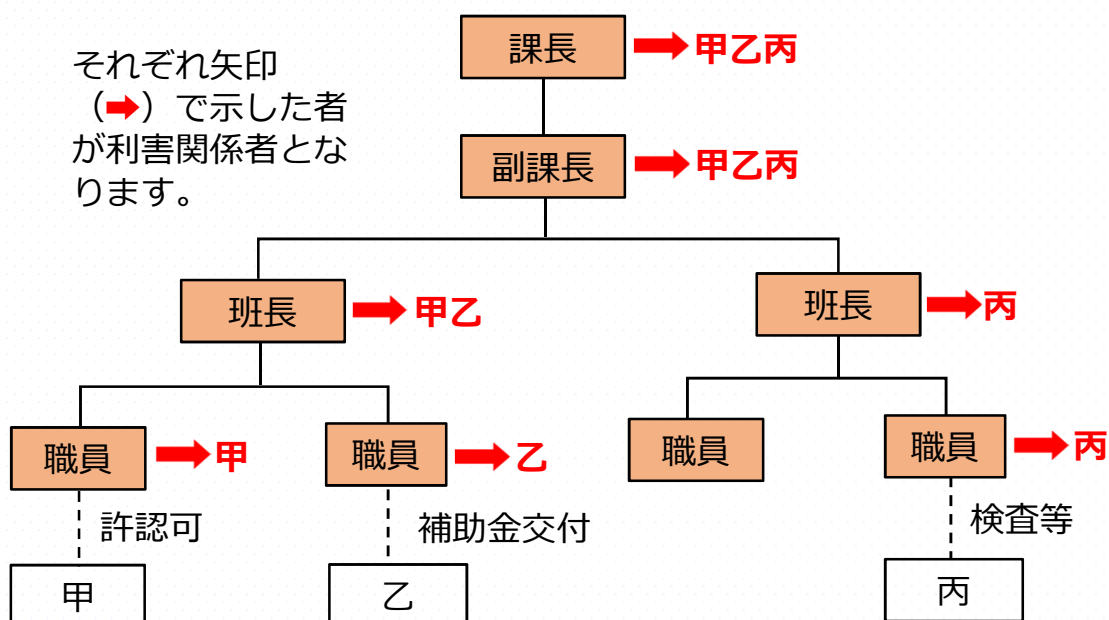 それぞれ矢印
（➡）で示した者
が利害関係者とな
ります。
課長
甲乙丙
副課長
甲乙丙
班長
甲乙
班長
丙
職員
甲
職員
乙
職員
職員
丙
許認可
補助金交付
検査等
甲
乙
丙